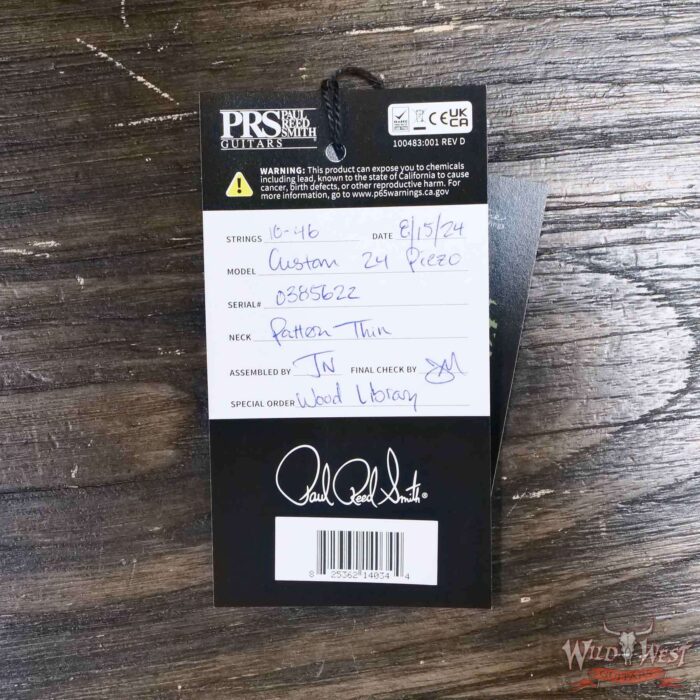 PRS PAUL REED SMITH
GUITARS
CE UK CA
100483:001 REV D
WARNING: This product can expose you to chemicals
including lead, known to the state of California to cause
cancer, birth defects, or other reproductive harm. For
more information, go to www.p65warnings.ca.gov
STRINGS 10-46 DATE 8/15/24
MODEL Custom 24 Piezo
SERIAL# 0385622
NECK Pattern Thin
ASSEMBLED BY JN FINAL CHECK BY JM
SPECIAL ORDER Wood Library
Paul Reed Smith®
8 25362 14034 4
WILD WEST